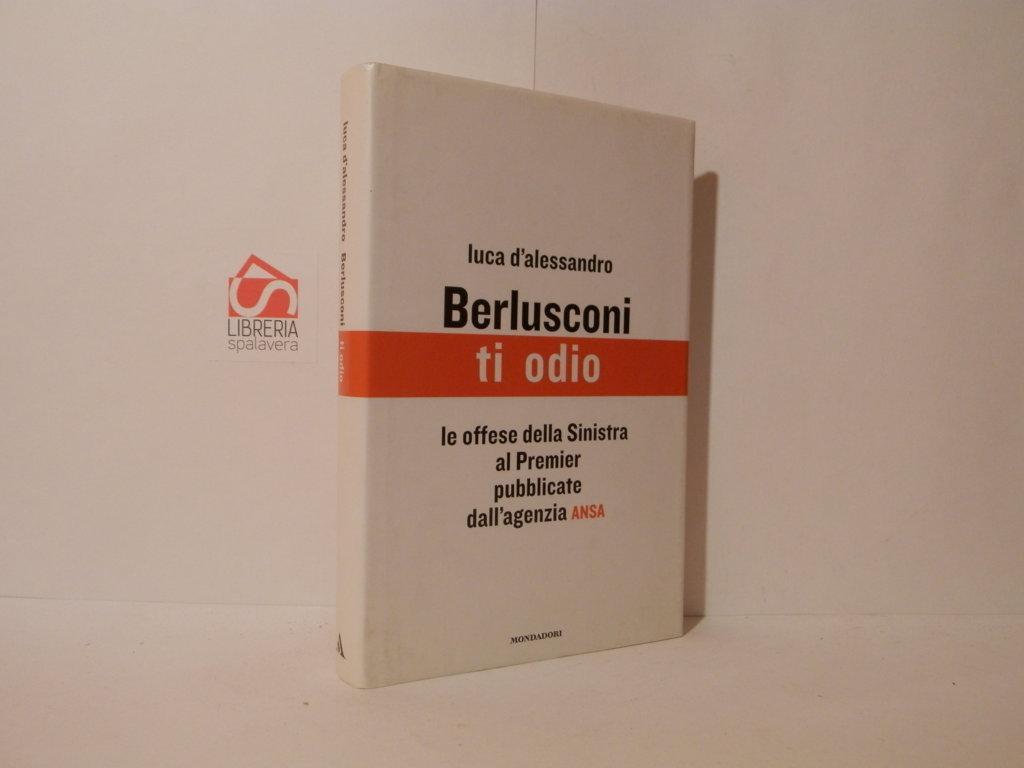 LIBRERIA
spalavera
luca d'alessandro Berlusconi ti odio
luca d'alessandro
Berlusconi
ti odio
le offese della Sinistra
al Premier
pubblicate
dall'agenzia ANSA
MONDADORI